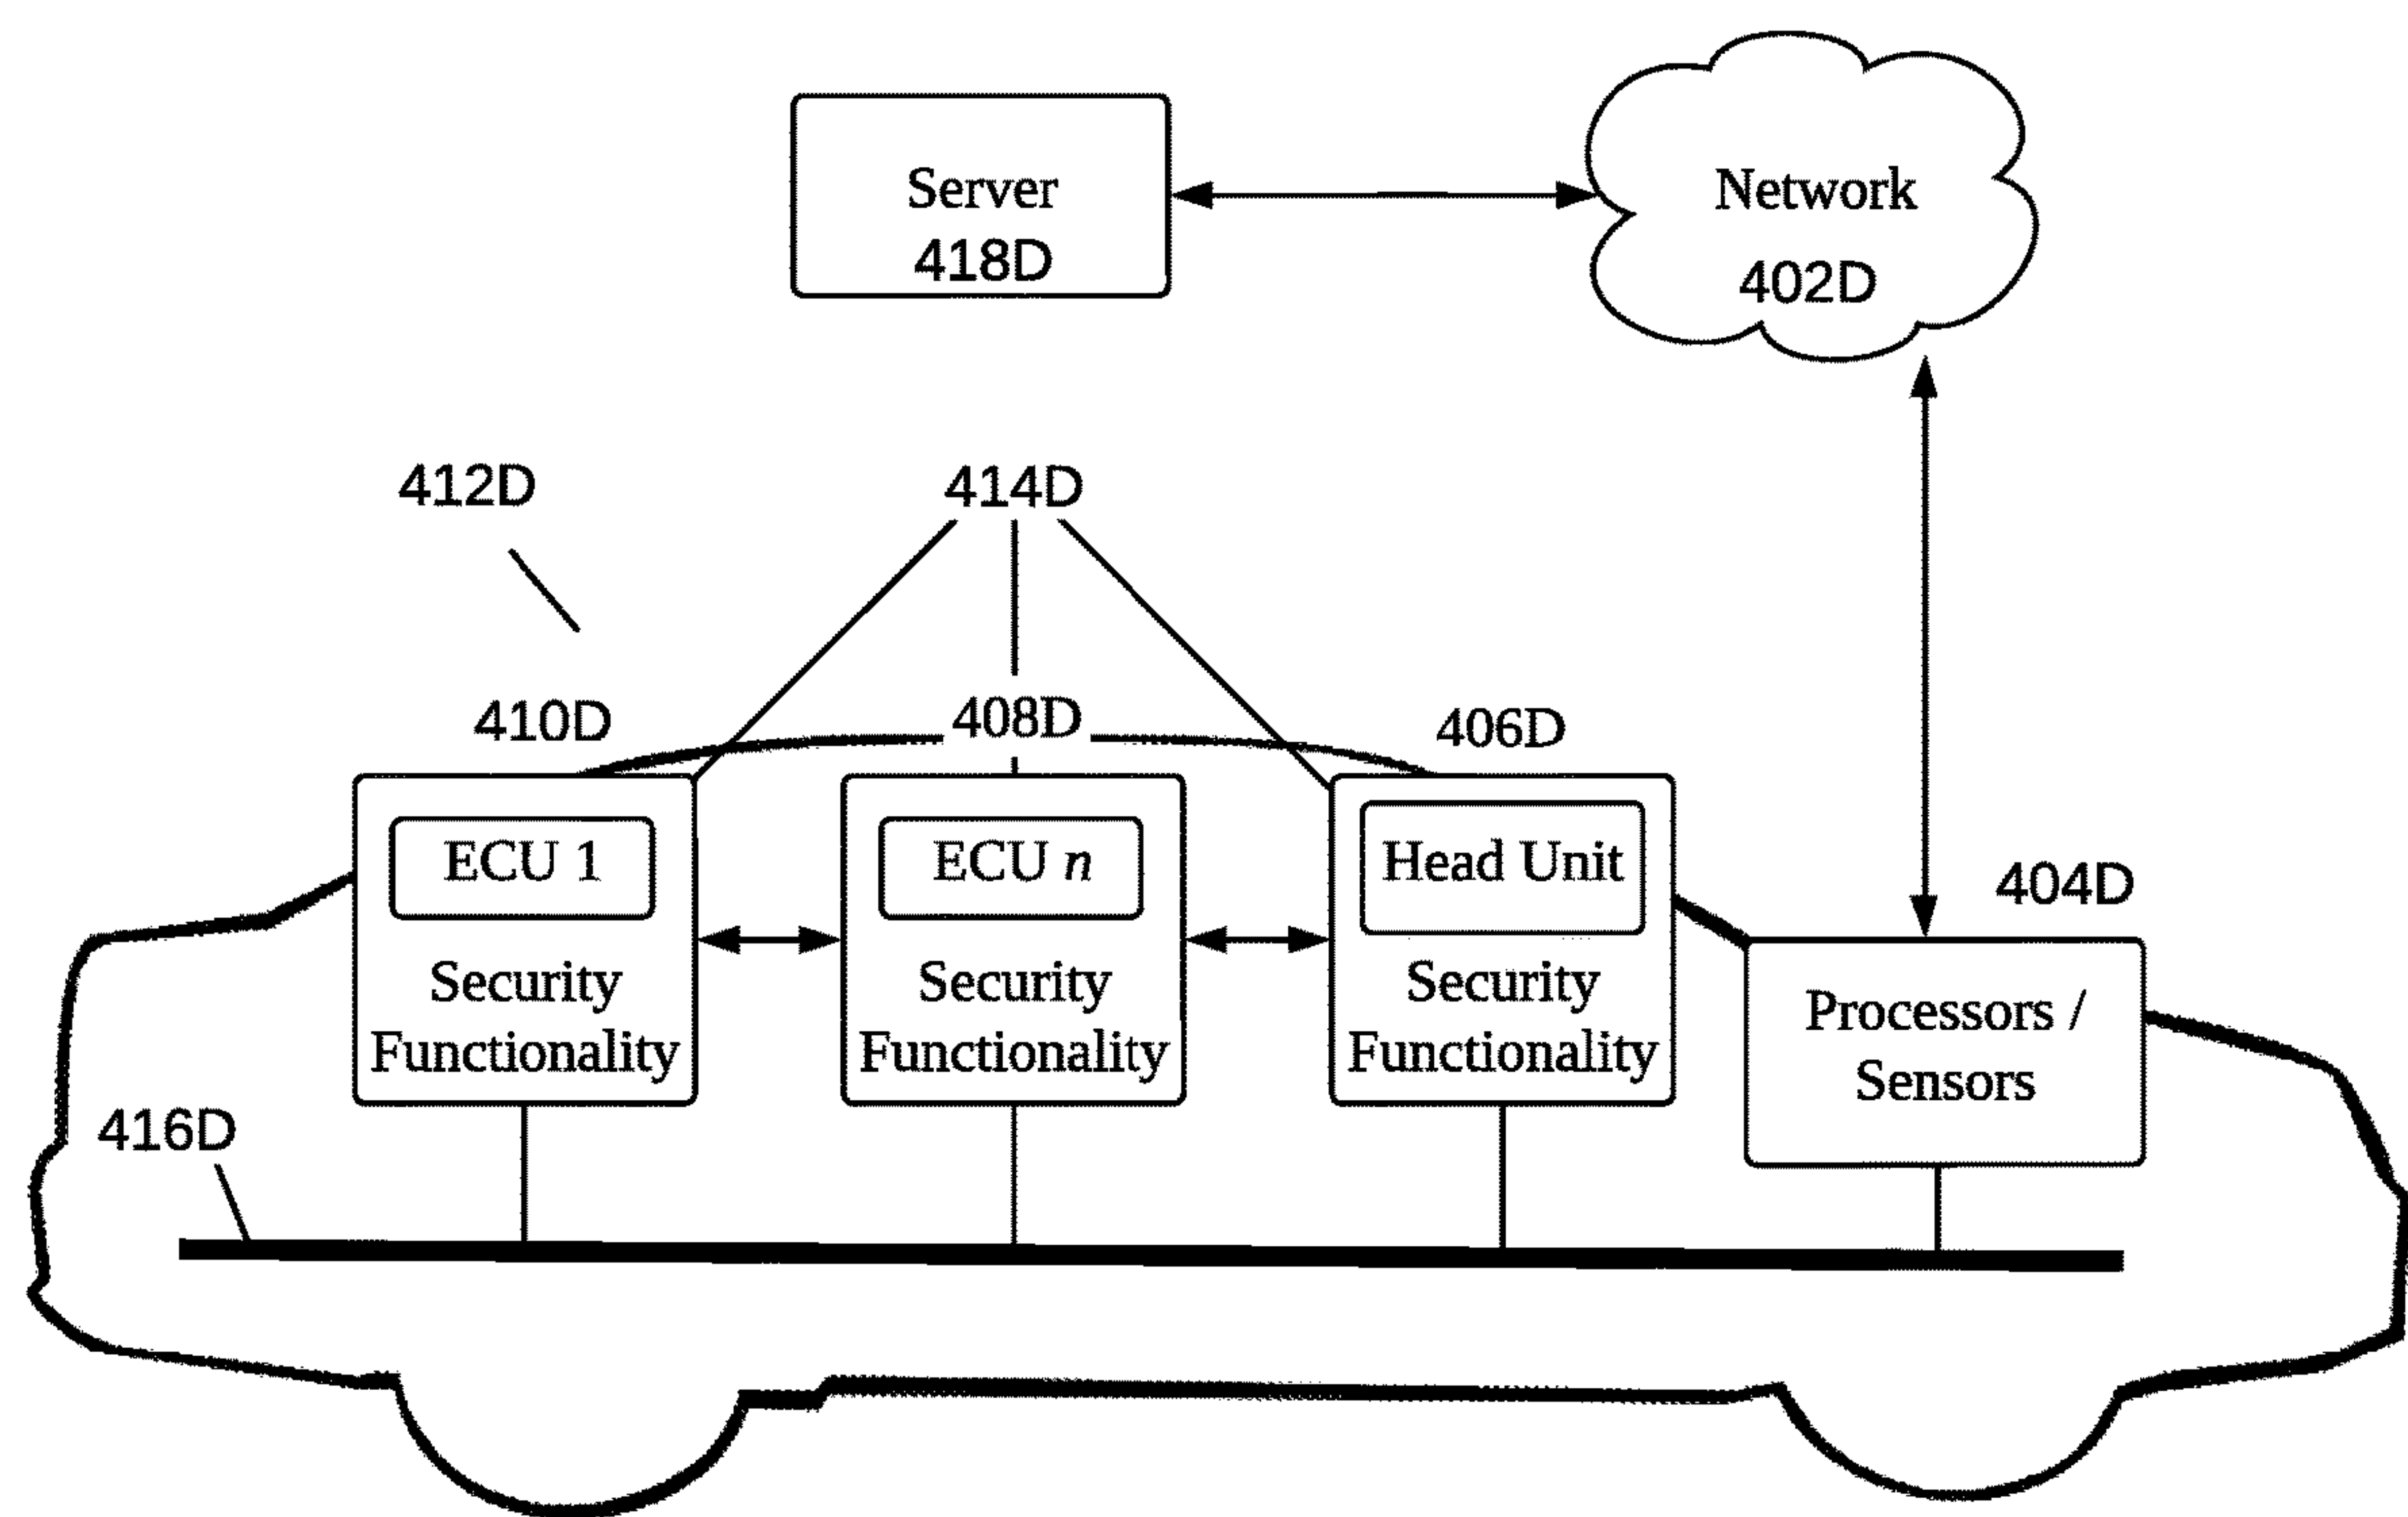 Server
418D
Network
402D
412D
414D
410D
408D
406D
404D
ECU 1
Security
Functionality
ECU n
Security
Functionality
Head Unit
Security
Functionality
Processors /
Sensors
416D